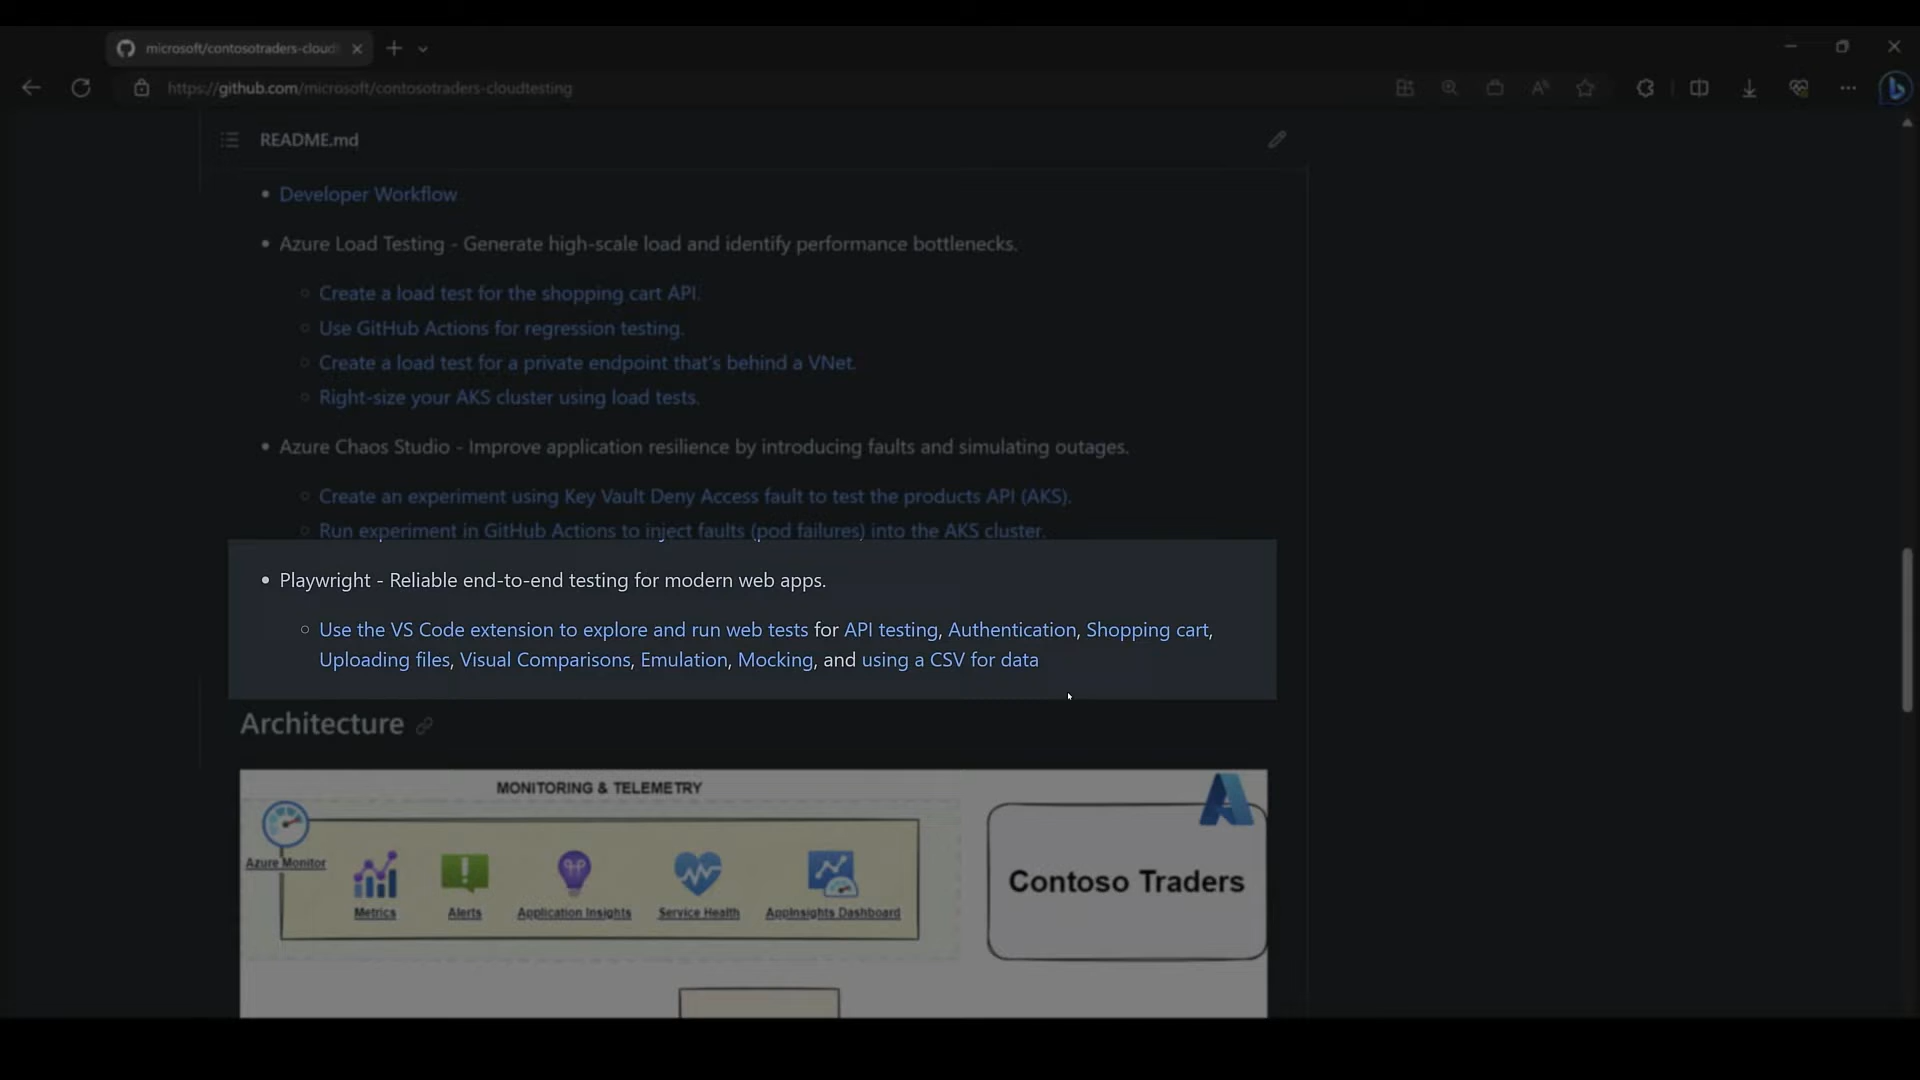 microsoft/contosotraders-cloudt
https://github.com/microsoft/contosotraders-cloudtesting
README.md
Developer Workflow
Azure Load Testing - Generate high-scale load and identify performance bottlenecks.
Create a load test for the shopping cart API.
Use GitHub Actions for regression testing.
Create a load test for a private endpoint that's behind a VNet.
Right-size your AKS cluster using load tests.
Azure Chaos Studio - Improve application resilience by introducing faults and simulating outages.
Create an experiment using Key Vault Deny Access fault to test the products API (AKS).
Run experiment in GitHub Actions to inject faults (pod failures) into the AKS cluster.
Playwright - Reliable end-to-end testing for modern web apps.
Use the VS Code extension to explore and run web tests for API testing, Authentication, Shopping cart,
Uploading files, Visual Comparisons, Emulation, Mocking, and using a CSV for data
Architecture
MONITORING & TELEMETRY
Azure Monitor
Metrics
Alerts
Application Insights
Service Health
AppInsights Dashboard
Contoso Traders